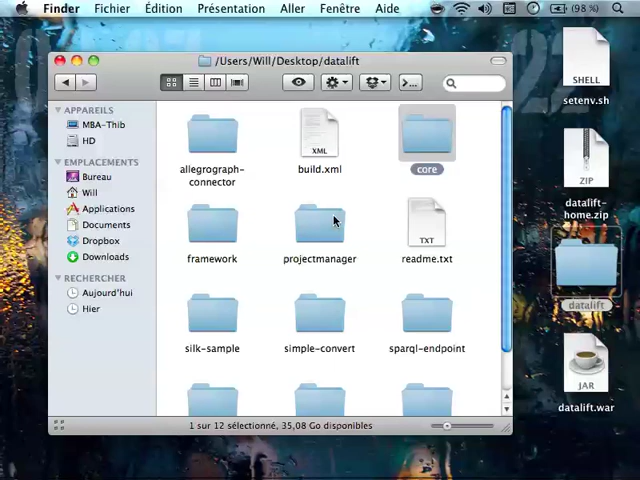 Finder Fichier Édition Présentation Aller Fenêtre Aide (98 %)
/Users/Will/Desktop/datalift
APPAREILS
MBA-Thib
HD
EMPLACEMENTS
Bureau
Will
Applications
Documents
Dropbox
Downloads
RECHERCHER
Aujourd'hui
Hier
allegrograph-
connector
XML
build.xml
core
framework
projectmanager
TXT
readme.txt
silk-sample
simple-convert
sparql-endpoint
1 sur 12 sélectionné, 35,08 Go disponibles
SHELL
setenv.sh
ZIP
datalift-
home.zip
datalift
JAR
datalift.war